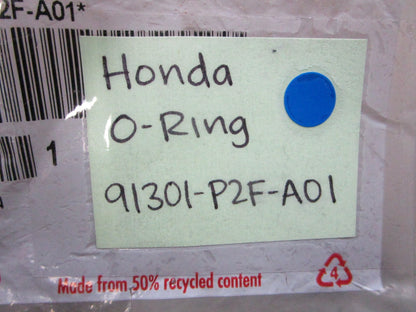 2F-A01*
Honda
O-Ring
1
91301-P2F-A01
Made from 50% recycled content
4